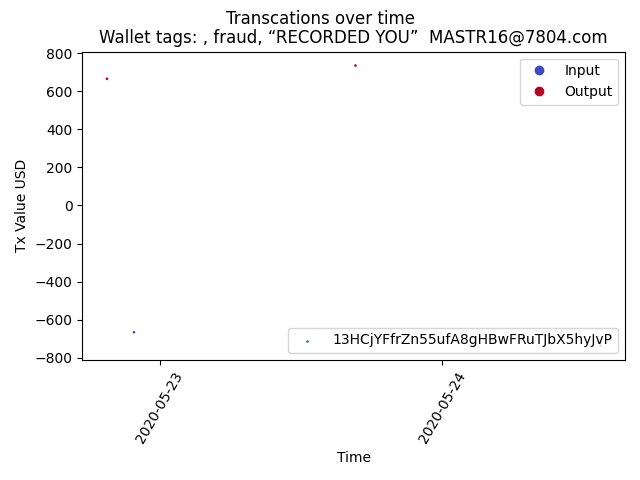 Transcations over time
Wallet tags: , fraud, “RECORDED YOU”  MASTR16@7804.com
Input
Output
800
600
400
200
0
−200
−400
−600
−800
Tx Value USD
13HCjYFfrZn55ufA8gHBwFRuTJbX5hyJvP
2020-05-23
2020-05-24
Time